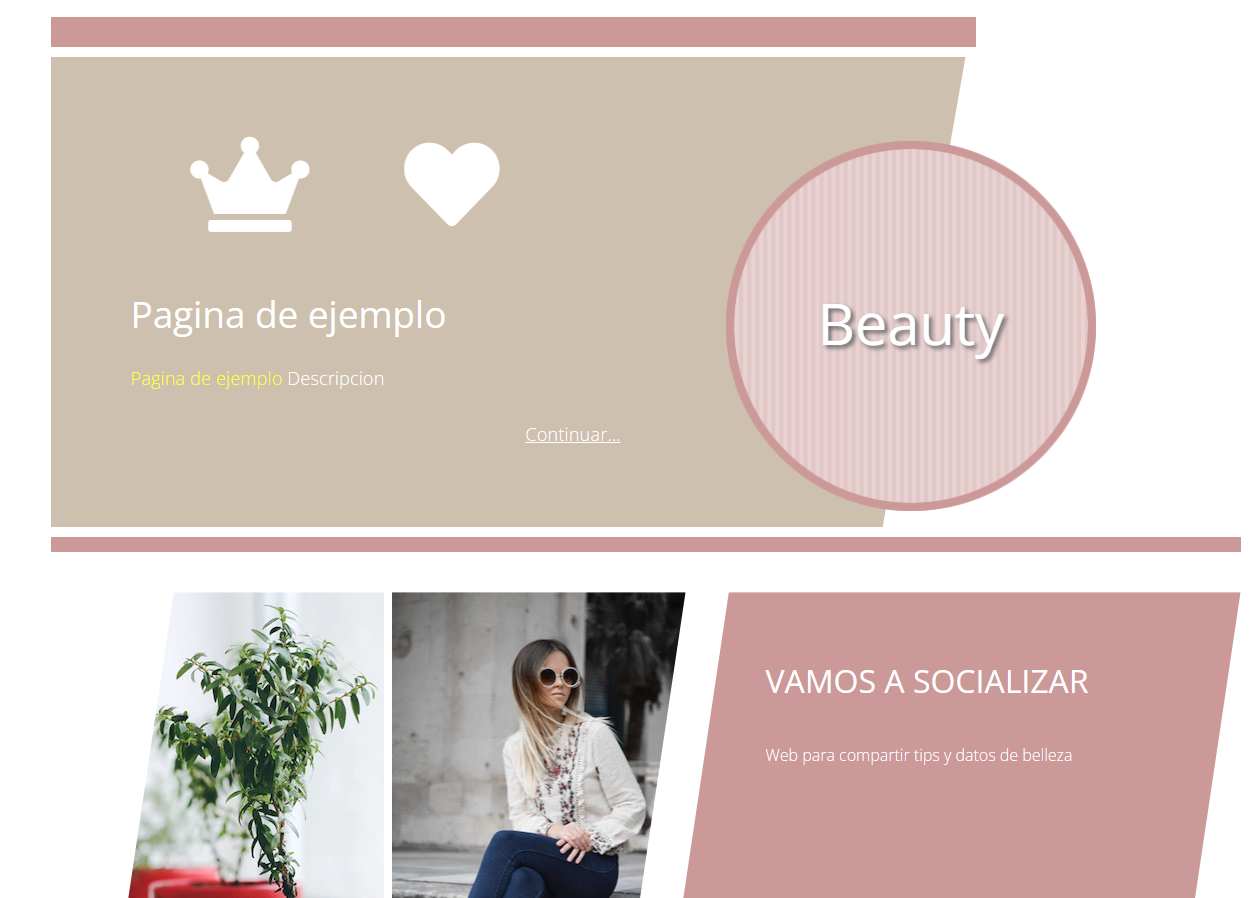 Pagina de ejemplo
Pagina de ejemplo Descripcion
Continuar...
Beauty
VAMOS A SOCIALIZAR
Web para compartir tips y datos de belleza